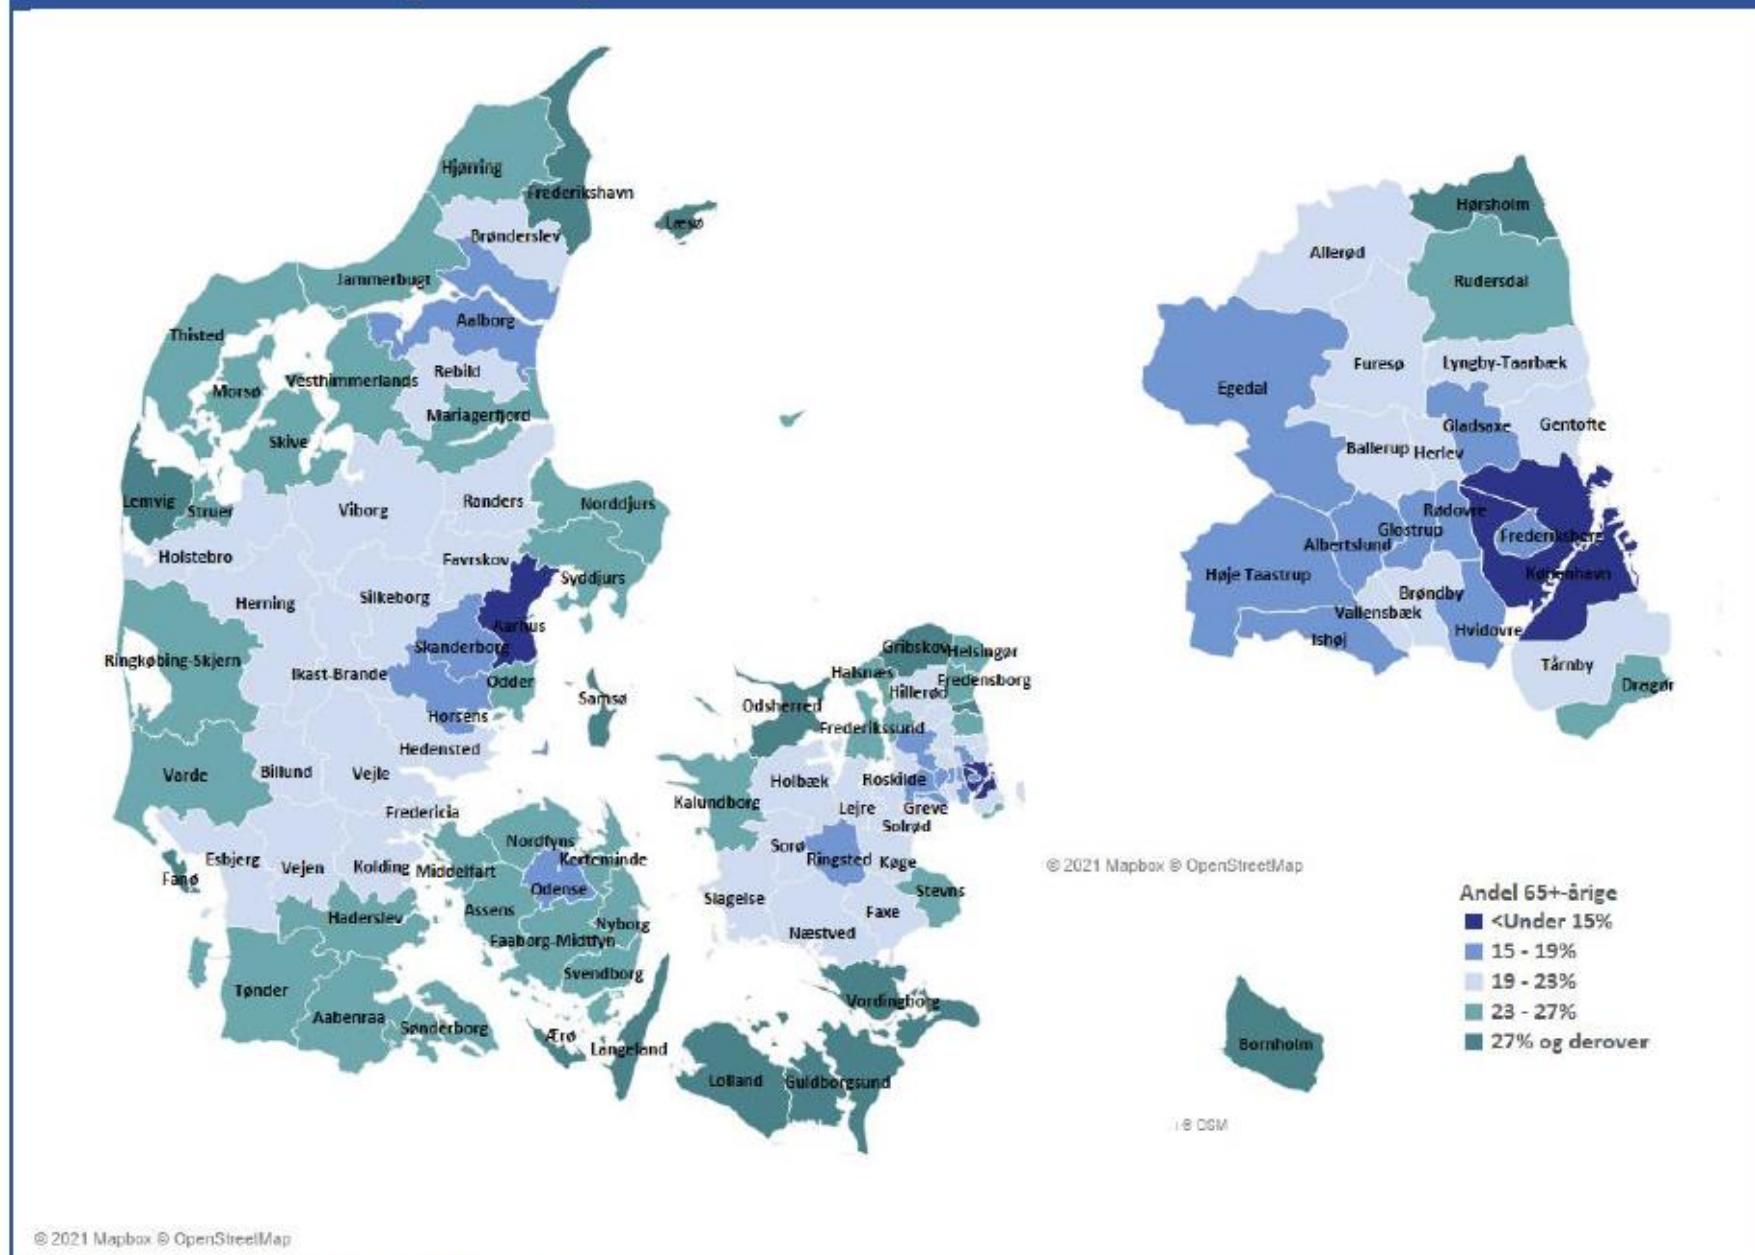 Hjørring
Frederikshavn
Læsø
Brønderslev
Jammerbugt
Aalborg
Thisted
Rebild
Vesthimmerlands
Morsø
Mariagerfjord
Skive
Lemvig
Struer
Viborg
Randers
Norddjurs
Holstebro
Favrskov
Syddjurs
Herning
Silkeborg
Aarhus
Skanderborg
Ringkøbing-Skjern
Ikast-Brande
Odder
Samsø
Horsens
Hedensted
Varde
Billund
Vejle
Fredericia
Esbjerg
Vejen
Kolding
Middelfart
Nordfyns
Kerteminde
Fanø
Odense
Assens
Nyborg
Haderslev
Faaborg-Midtfyn
Svendborg
Tønder
Aabenraa
Sønderborg
Ærø
Langeland
Gribskov
Helsingør
Halsnæs
Fredensborg
Hillerød
Odsherred
Frederikssund
Holbæk
Roskilde
Kalundborg
Lejre
Greve
Solrød
Sorø
Ringsted
Køge
Stevns
Slagelse
Faxe
Næstved
Vordingborg
Lolland
Guldborgsund
Hørsholm
Allerød
Rudersdal
Furesø
Lyngby-Taarbæk
Egedal
Gladsaxe
Gentofte
Ballerup
Herlev
Rødovre
Glostrup
Frederiksberg
Albertslund
København
Høje Taastrup
Brøndby
Vallensbæk
Hvidovre
Ishøj
Tårnby
Dragør
© 2021 Mapbox © OpenStreetMap
Andel 65+-årige
<Under 15%
15 - 19%
19 - 23%
23 - 27%
27% og derover
Bornholm
© OSM
© 2021 Mapbox © OpenStreetMap